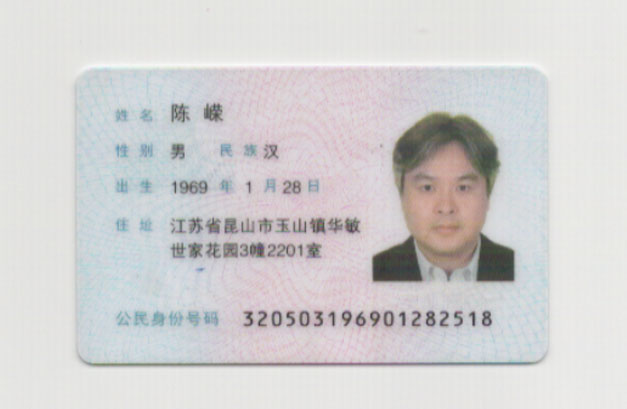 姓名 陈嵘
性别 男 民族 汉
出生 1969 年 1 月 28 日
住址 江苏省昆山市玉山镇华敏
世家花园3幢2201室
公民身份号码 320503196901282518